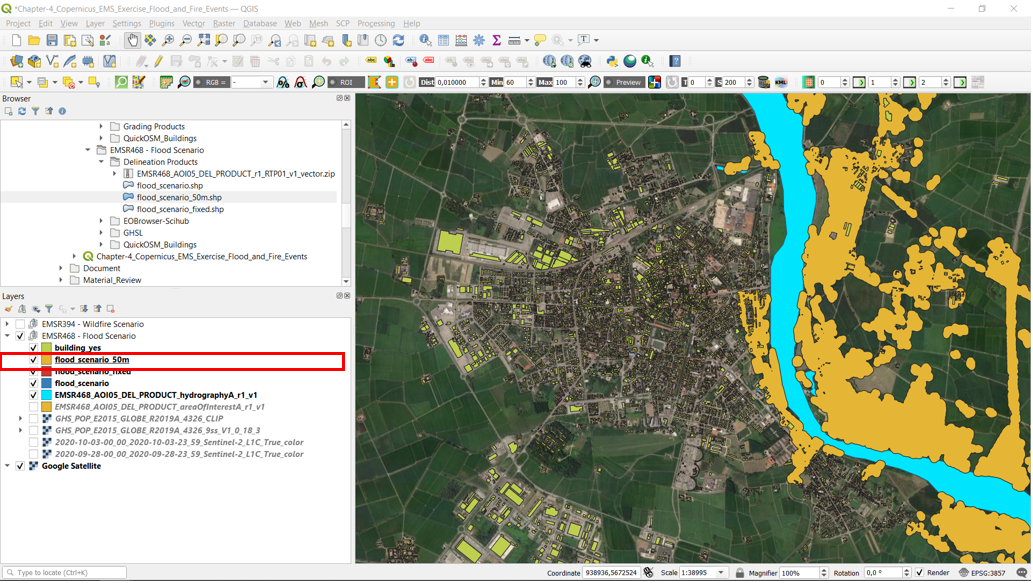 *Chapter-4_Copernicus_EMS_Exercise_Flood_and_Fire_Events — QGIS
Project Edit View Layer Settings Plugins Vector Raster Database Web Mesh SCP Processing Help
RGB = - ROI Dist 0,010000 Min 60 Max 100 Preview T 0 S 200 KML 0 1 2
Browser
Grading Products
QuickOSM_Buildings
EMSR468 - Flood Scenario
Delineation Products
EMSR468_AOI05_DEL_PRODUCT_r1_RTP01_v1_vector.zip
flood_scenario.shp
flood_scenario_50m.shp
flood_scenario_fixed.shp
EOBrowser-Scihub
GHSL
QuickOSM_Buildings
Chapter-4_Copernicus_EMS_Exercise_Flood_and_Fire_Events
Document
Material_Review
Layers
EMSR394 - Wildfire Scenario
EMSR468 - Flood Scenario
building_yes
flood_scenario_50m
flood_scenario_fixed
flood_scenario
EMSR468_AOI05_DEL_PRODUCT_hydrographyA_r1_v1
EMSR468_AOI05_DEL_PRODUCT_areaOfInterestA_r1_v1
GHS_POP_E2015_GLOBE_R2019A_4326_CLIP
GHS_POP_E2015_GLOBE_R2019A_4326_9ss_V1_0_18_3
2020-10-03-00_00_2020-10-03-23_59_Sentinel-2_L1C_True_color
2020-09-28-00_00_2020-09-28-23_59_Sentinel-2_L1C_True_color
Google Satellite
Type to locate (Ctrl+K) Coordinate 938936,5672524 Scale 1:38995 Magnifier 100% Rotation 0,0 ° Render EPSG:3857